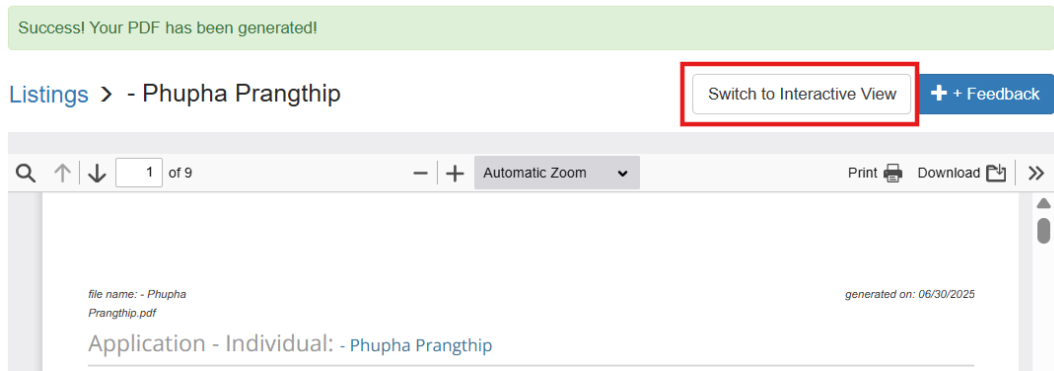 Success! Your PDF has been generated!
Listings > - Phupha Prangthip
Switch to Interactive View
+ + Feedback
1 of 9
Automatic Zoom
Print
Download
file name: - Phupha
Prangthip.pdf
generated on: 06/30/2025
Application - Individual: - Phupha Prangthip